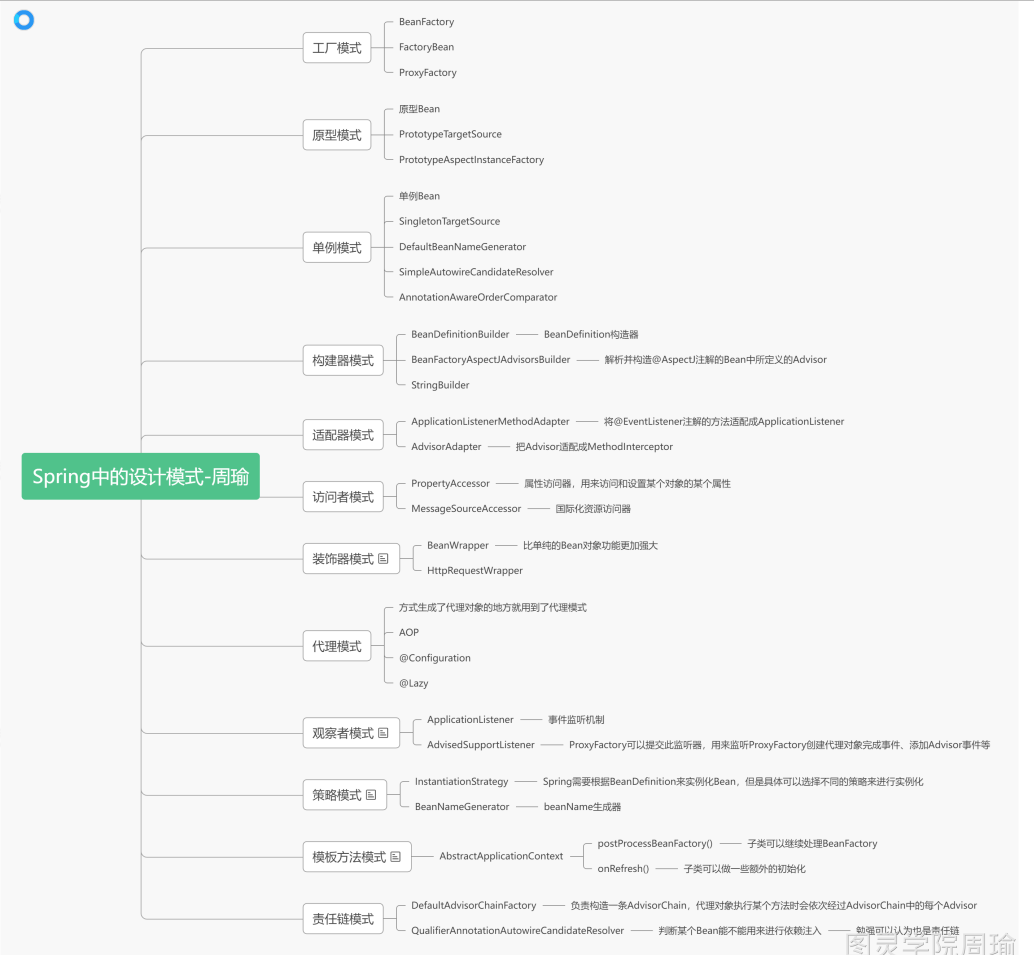 Spring中的设计模式-周瑜
工厂模式
BeanFactory
FactoryBean
ProxyFactory
原型模式
原型Bean
PrototypeTargetSource
PrototypeAspectInstanceFactory
单例模式
单例Bean
SingletonTargetSource
DefaultBeanNameGenerator
SimpleAutowireCandidateResolver
AnnotationAwareOrderComparator
构建器模式
BeanDefinitionBuilder BeanDefinition构造器
BeanFactoryAspectJAdvisorsBuilder 解析并构造@AspectJ注解的Bean中所定义的Advisor
StringBuilder
适配器模式
ApplicationListenerMethodAdapter 将@EventListener注解的方法适配成ApplicationListener
AdvisorAdapter 把Advisor适配成MethodInterceptor
访问者模式
PropertyAccessor 属性访问器，用来访问和设置某个对象的某个属性
MessageSourceAccessor 国际化资源访问器
装饰器模式
BeanWrapper 比单纯的Bean对象功能更加强大
HttpRequestWrapper
代理模式
方式生成了代理对象的地方就用到了代理模式
AOP
@Configuration
@Lazy
观察者模式
ApplicationListener 事件监听机制
AdvisedSupportListener ProxyFactory可以提交此监听器，用来监听ProxyFactory创建代理对象完成事件、添加Advisor事件等
策略模式
InstantiationStrategy Spring需要根据BeanDefinition来实例化Bean，但是具体可以选择不同的策略来进行实例化
BeanNameGenerator beanName生成器
模板方法模式
AbstractApplicationContext
postProcessBeanFactory() 子类可以继续处理BeanFactory
onRefresh() 子类可以做一些额外的初始化
责任链模式
DefaultAdvisorChainFactory 负责构造一条AdvisorChain，代理对象执行某个方法时会依次经过AdvisorChain中的每个Advisor
QualifierAnnotationAutowireCandidateResolver 判断某个Bean能不能用来进行依赖注入 勉强可以认为也是责任链
图灵学院周瑜